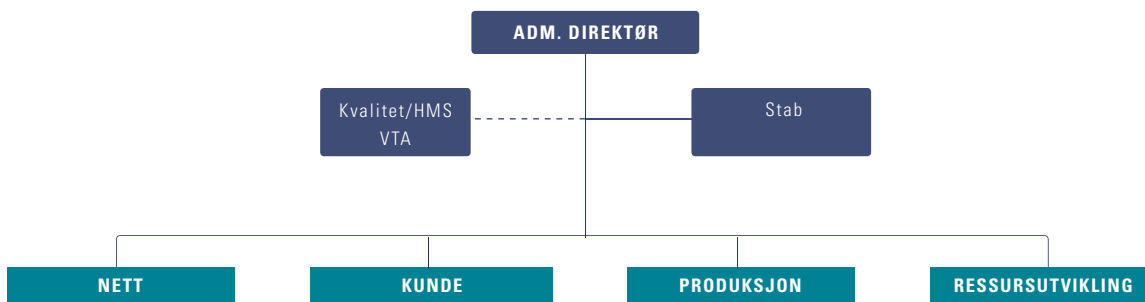 ADM. DIREKTØR
Kvalitet/HMS
VTA
Stab
NETT
KUNDE
PRODUKSJON
RESSURSUTVIKLING